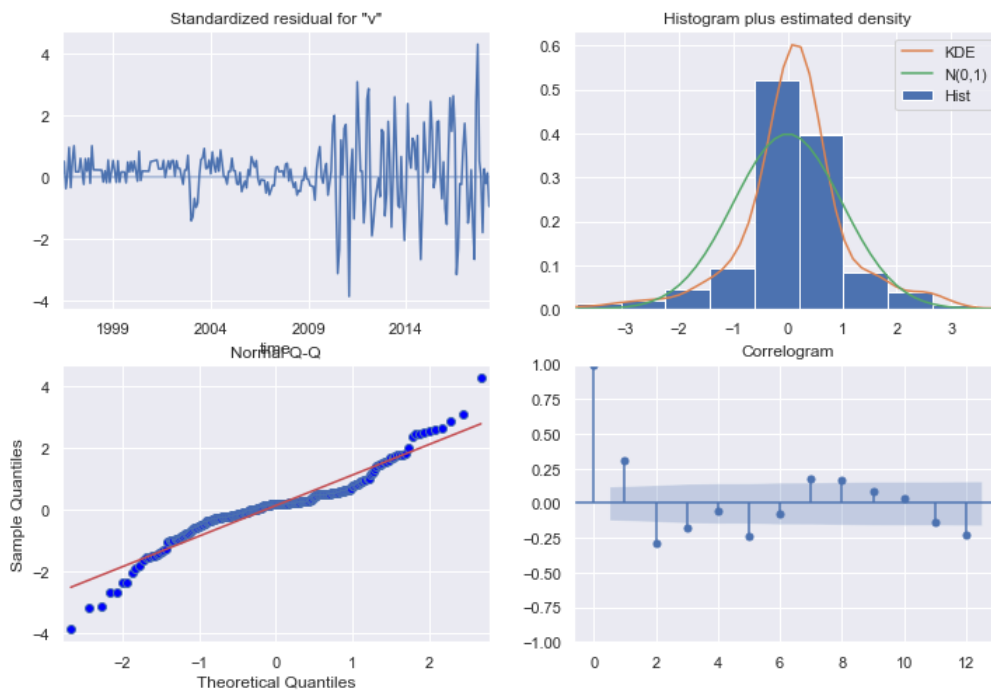 Standardized residual for "v"
4
2
0
−2
−4
1999 2004 2009 2014
time
Histogram plus estimated density
KDE
N(0,1)
Hist
0.6
0.5
0.4
0.3
0.2
0.1
0.0
−3 −2 −1 0 1 2 3
Normal Q-Q
Sample Quantiles
4
2
0
−2
−4
−2 −1 0 1 2
Theoretical Quantiles
Correlogram
1.00
0.75
0.50
0.25
0.00
−0.25
−0.50
−0.75
−1.00
0 2 4 6 8 10 12